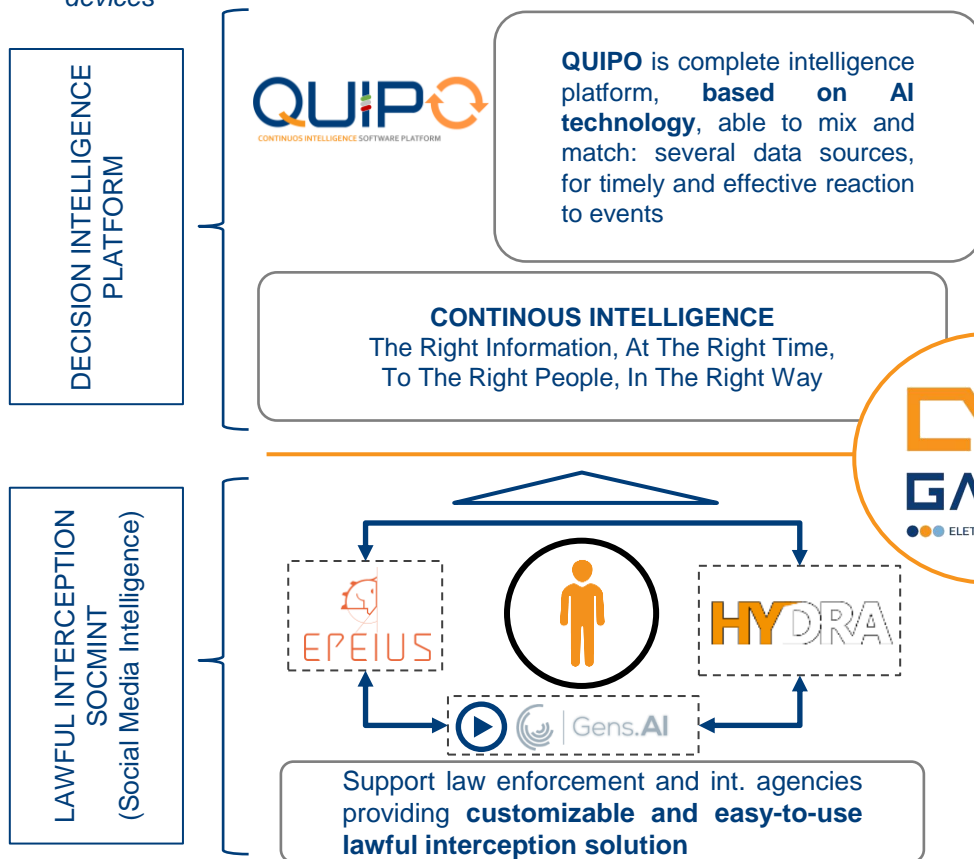 devices
DECISION INTELLIGENCE
PLATFORM
QUIPO
CONTINUOS INTELLIGENCE SOFTWARE PLATFORM
QUIPO is complete intelligence
platform, based on AI
technology, able to mix and
match: several data sources,
for timely and effective reaction
to events
CONTINOUS INTELLIGENCE
The Right Information, At The Right Time,
To The Right People, In The Right Way
LAWFUL INTERCEPTION
SOCMINT
(Social Media Intelligence)
EPEIUS
HYDRA
Gens.AI
Support law enforcement and int. agencies
providing customizable and easy-to-use
lawful interception solution